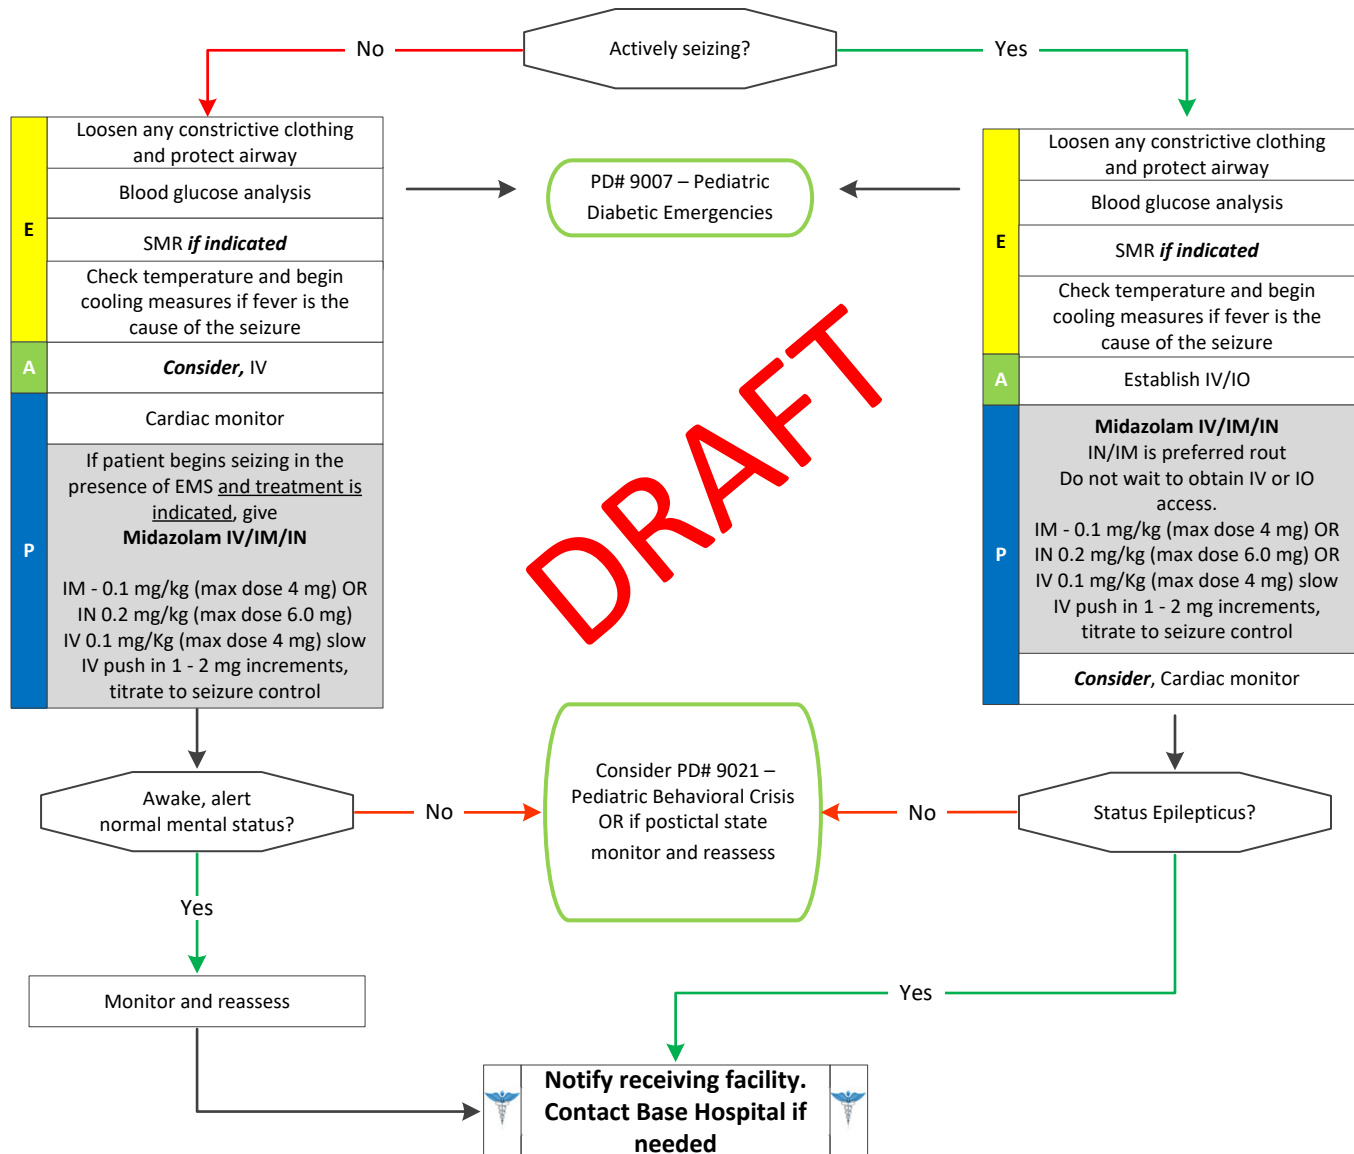 Actively seizing?
No
Yes
E
Loosen any constrictive clothing
and protect airway
Blood glucose analysis
SMR if indicated
Check temperature and begin
cooling measures if fever is the
cause of the seizure
A
Consider, IV
P
Cardiac monitor
If patient begins seizing in the
presence of EMS and treatment is
indicated, give
Midazolam IV/IM/IN
IM - 0.1 mg/kg (max dose 4 mg) OR
IN 0.2 mg/kg (max dose 6.0 mg)
IV 0.1 mg/Kg (max dose 4 mg) slow
IV push in 1 - 2 mg increments,
titrate to seizure control
PD# 9007 – Pediatric
Diabetic Emergencies
E
Loosen any constrictive clothing
and protect airway
Blood glucose analysis
SMR if indicated
Check temperature and begin
cooling measures if fever is the
cause of the seizure
A
Establish IV/IO
P
Midazolam IV/IM/IN
IN/IM is preferred rout
Do not wait to obtain IV or IO
access.
IM - 0.1 mg/kg (max dose 4 mg) OR
IN 0.2 mg/kg (max dose 6.0 mg) OR
IV 0.1 mg/Kg (max dose 4 mg) slow
IV push in 1 - 2 mg increments,
titrate to seizure control
Consider, Cardiac monitor
DRAFT
Awake, alert
normal mental status?
No
Consider PD# 9021 –
Pediatric Behavioral Crisis
OR if postictal state
monitor and reassess
No
Status Epilepticus?
Yes
Monitor and reassess
Yes
Notify receiving facility.
Contact Base Hospital if
needed